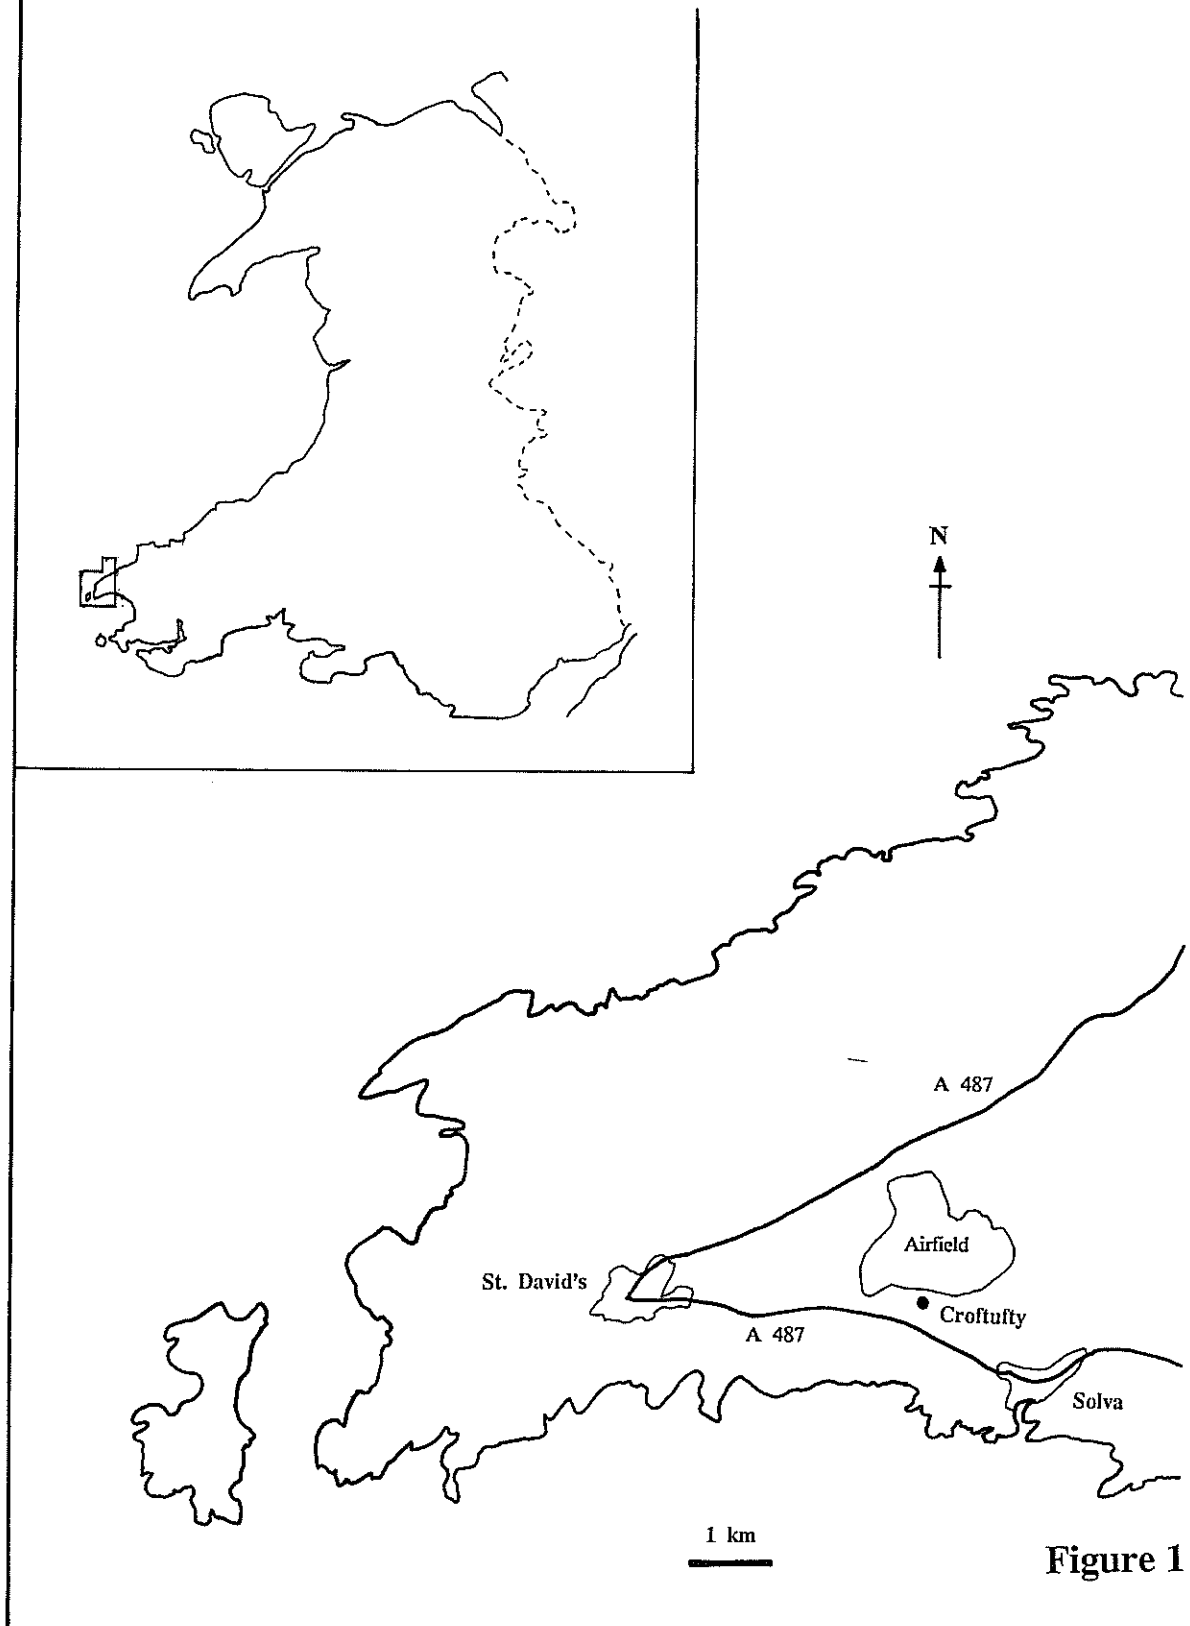 N
A 487
Airfield
St. David's
Croftufty
A 487
Solva
1 km
Figure 1